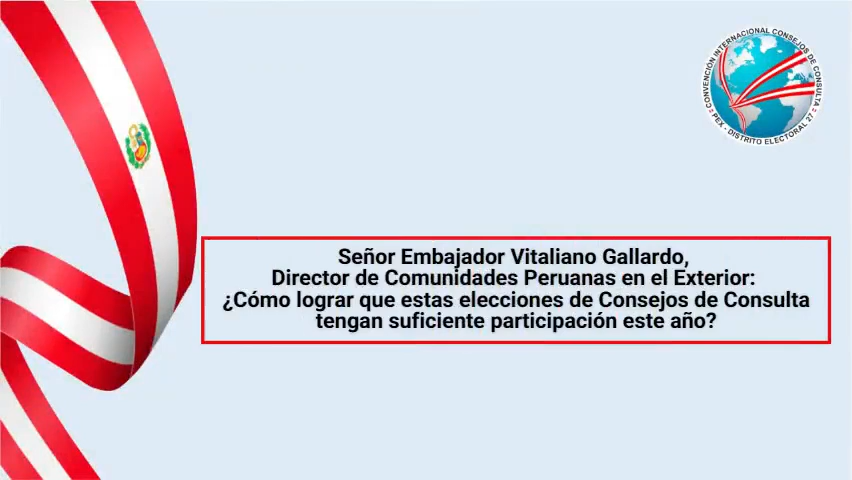 CONVENCIÓN INTERNACIONAL CONSEJOS DE CONSULTA
PEX - DISTRITO ELECTORAL 27
Señor Embajador Vitaliano Gallardo,
Director de Comunidades Peruanas en el Exterior:
¿Cómo lograr que estas elecciones de Consejos de Consulta
tengan suficiente participación este año?